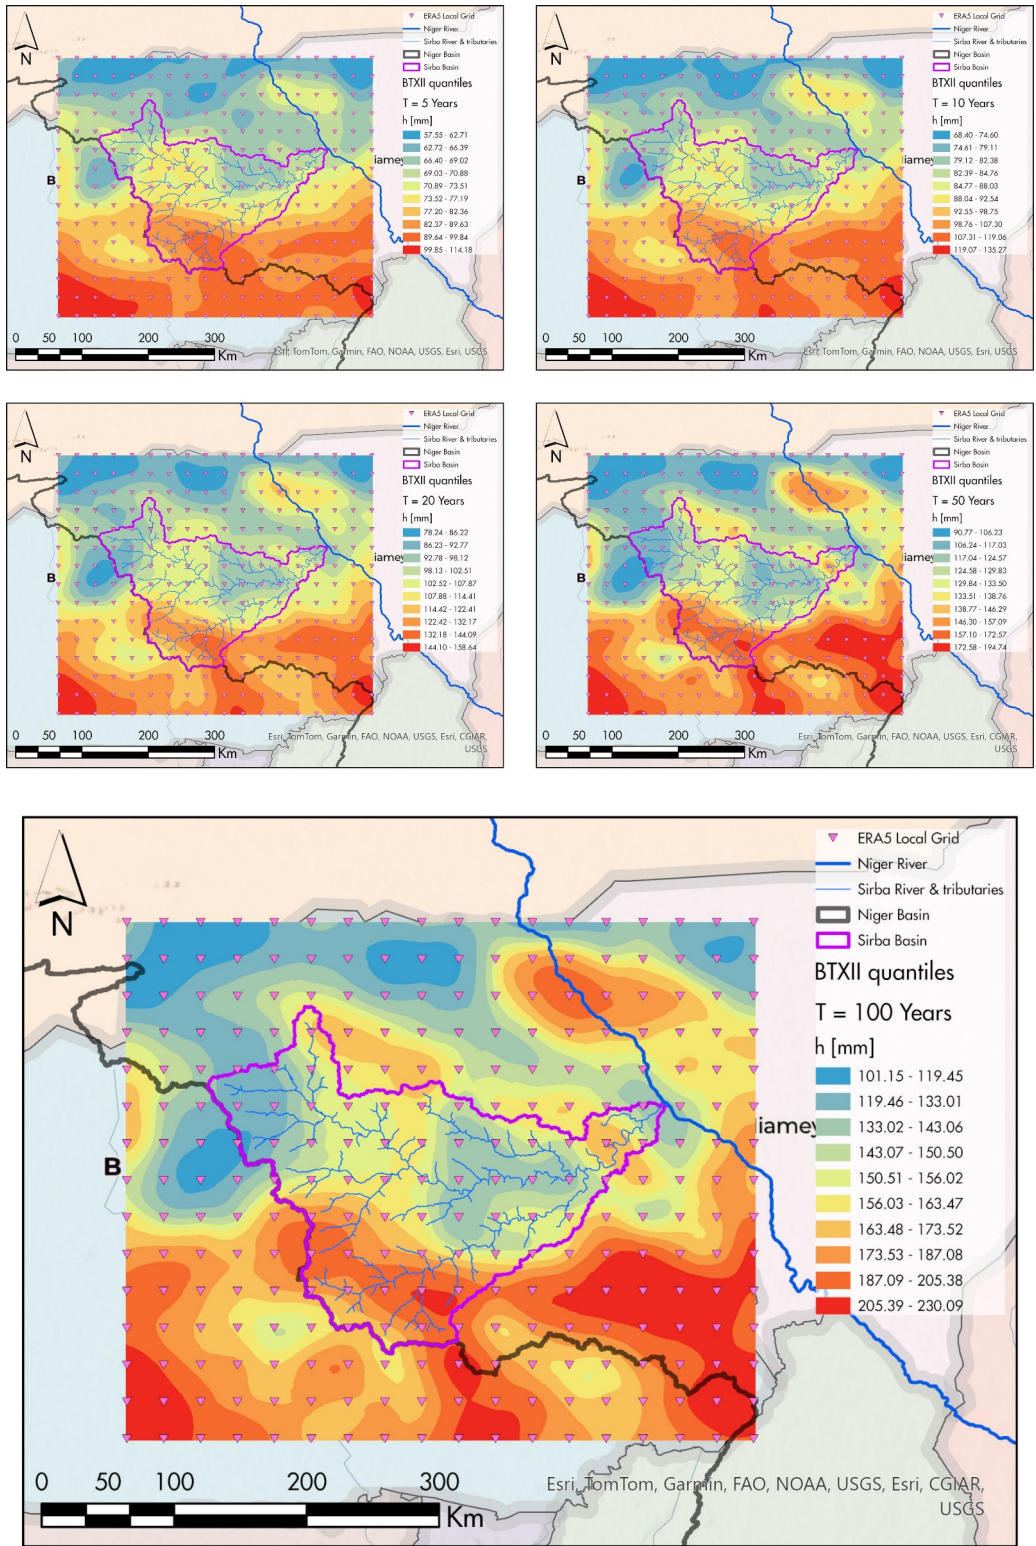 N
ERA5 Local Grid
Niger River
Sirba River & tributaries
Niger Basin
Sirba Basin
BTXII quantiles
T = 5 Years
h [mm]
57.55 - 62.71
62.72 - 66.39
66.40 - 69.02
69.03 - 70.88
70.89 - 73.51
73.52 - 77.19
77.20 - 82.36
82.37 - 89.63
89.64 - 99.84
99.85 - 114.18
iamey
B
0 50 100 200 300
Km
Esri, TomTom, Garmin, FAO, NOAA, USGS, Esri, USGS
N
ERA5 Local Grid
Niger River
Sirba River & tributaries
Niger Basin
Sirba Basin
BTXII quantiles
T = 10 Years
h [mm]
68.40 - 74.60
74.61 - 79.11
79.12 - 82.38
82.39 - 84.76
84.77 - 88.03
88.04 - 92.54
92.55 - 98.75
98.76 - 107.30
107.31 - 119.06
119.07 - 135.27
iamey
B
0 50 100 200 300
Km
Esri, TomTom, Garmin, FAO, NOAA, USGS, Esri, USGS
N
ERA5 Local Grid
Niger River
Sirba River & tributaries
Niger Basin
Sirba Basin
BTXII quantiles
T = 20 Years
h [mm]
78.24 - 86.22
86.23 - 92.77
92.78 - 98.12
98.13 - 102.51
102.52 - 107.87
107.88 - 114.41
114.42 - 122.41
122.42 - 132.17
132.18 - 144.09
144.10 - 158.64
iamey
B
0 50 100 200 300
Km
Esri, TomTom, Garmin, FAO, NOAA, USGS, Esri, CGIAR,
USGS
N
ERA5 Local Grid
Niger River
Sirba River & tributaries
Niger Basin
Sirba Basin
BTXII quantiles
T = 50 Years
h [mm]
90.77 - 106.23
106.24 - 117.03
117.04 - 124.57
124.58 - 129.83
129.84 - 133.50
133.51 - 138.76
138.77 - 146.29
146.30 - 157.09
157.10 - 172.57
172.58 - 194.74
iamey
B
0 50 100 200 300
Km
Esri, TomTom, Garmin, FAO, NOAA, USGS, Esri, CGIAR,
USGS
N
ERA5 Local Grid
Niger River
Sirba River & tributaries
Niger Basin
Sirba Basin
BTXII quantiles
T = 100 Years
h [mm]
101.15 - 119.45
119.46 - 133.01
133.02 - 143.06
143.07 - 150.50
150.51 - 156.02
156.03 - 163.47
163.48 - 173.52
173.53 - 187.08
187.09 - 205.38
205.39 - 230.09
iamey
B
0 50 100 200 300
Km
Esri, TomTom, Garmin, FAO, NOAA, USGS, Esri, CGIAR,
USGS